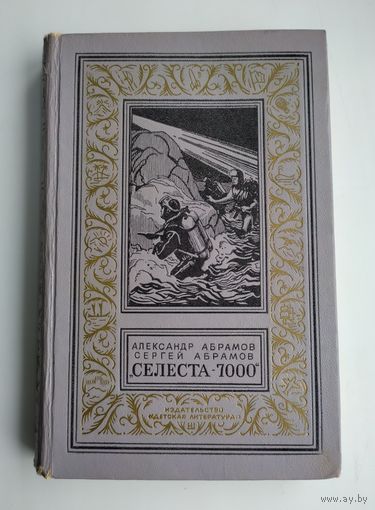 АЛЕКСАНДР АБРАМОВ
СЕРГЕЙ АБРАМОВ
„СЕЛЕСТА-7000"
ИЗДАТЕЛЬСТВО
«ДЕТСКАЯ ЛИТЕРАТУРА»
www.ay.by